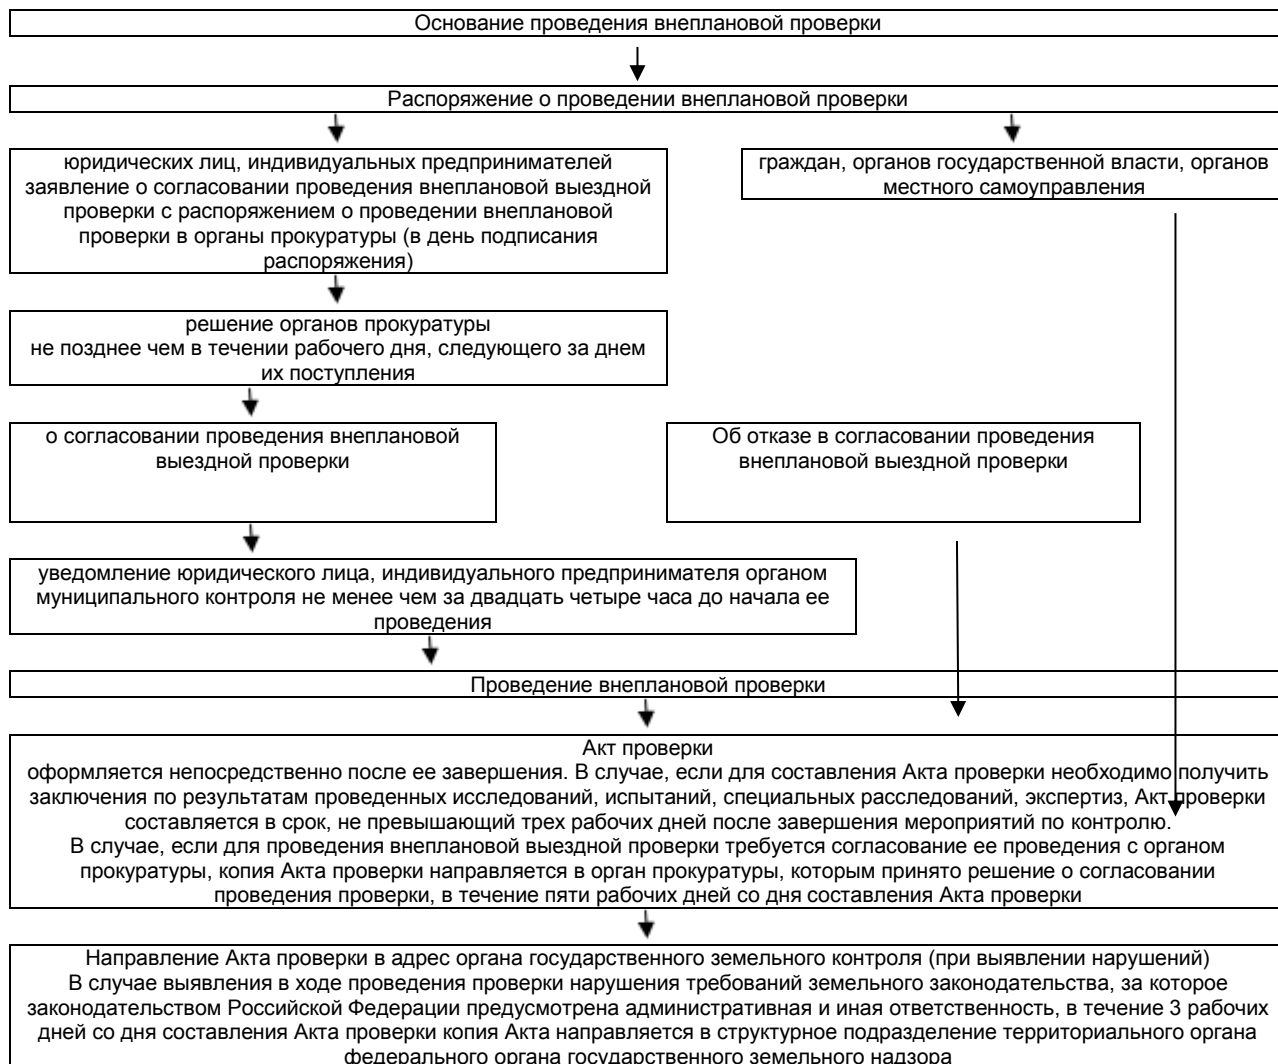 Основание проведения внеплановой проверки
Распоряжение о проведении внеплановой проверки
юридических лиц, индивидуальных предпринимателей
заявление о согласовании проведения внеплановой выездной
проверки с распоряжением о проведении внеплановой
проверки в органы прокуратуры (в день подписания
распоряжения)
граждан, органов государственной власти, органов
местного самоуправления
решение органов прокуратуры
не позднее чем в течении рабочего дня, следующего за днем
их поступления
о согласовании проведения внеплановой
выездной проверки
Об отказе в согласовании проведения
внеплановой выездной проверки
уведомление юридического лица, индивидуального предпринимателя органом
муниципального контроля не менее чем за двадцать четыре часа до начала ее
проведения
Проведение внеплановой проверки
Акт проверки
оформляется непосредственно после ее завершения. В случае, если для составления Акта проверки необходимо получить
заключения по результатам проведенных исследований, испытаний, специальных расследований, экспертиз, Акт проверки
составляется в срок, не превышающий трех рабочих дней после завершения мероприятий по контролю.
В случае, если для проведения внеплановой выездной проверки требуется согласование ее проведения с органом
прокуратуры, копия Акта проверки направляется в орган прокуратуры, которым принято решение о согласовании
проведения проверки, в течение пяти рабочих дней со дня составления Акта проверки
Направление Акта проверки в адрес органа государственного земельного контроля (при выявлении нарушений)
В случае выявления в ходе проведения проверки нарушения требований земельного законодательства, за которое
законодательством Российской Федерации предусмотрена административная и иная ответственность, в течение 3 рабочих
дней со дня составления Акта проверки копия Акта направляется в структурное подразделение территориального органа
федерального органа государственного земельного надзора